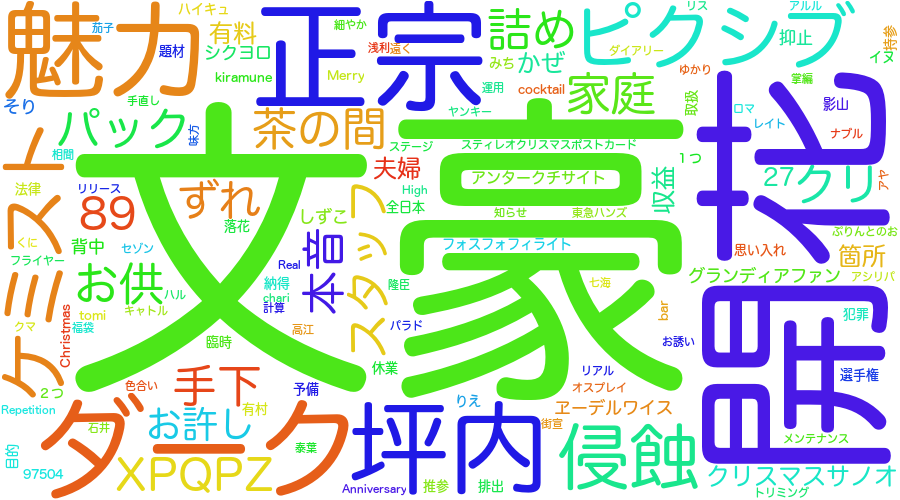 魅力
正宗
詰め
ピクシブ
茄子
ハイキュ
有料
題材
シクヨロ
kiramune
細やか
浅利
遠く
Merry
みち
かぜ
ダイアリー
リス
アルル
抑止
持参
イヌ
そり
手直し
パック
味方
茶の間
cocktail
運用
ヤンキー
家庭
ゆかり
取扱
掌編
ロマ
レイト
影山
ナブル
文豪
開花
ケミスト
相聞
ステージ
スティレオクリスマスポストカード
1つ
法律
リリース
89
ずれ
夫婦
High
全日本
アンタークチサイト
収益
27
クリ
アヤ
くに
フライヤー
背中
セゾン
落花
しずこ
スタッフ
本音
知らせ
東急ハンズ
フォスフォフィライト
思い入れ
ぷりんとのお
箇所
お供
ハル
納得
chari
計算
Real
隆臣
七海
グランディアファン
アシリパ
tomi
キャトル
クマ
福袋
Christmas
臨時
高江
パラド
bar
お誘い
犯罪
2つ
色合い
手下
予備
休業
リアル
オスプレイ
選手権
Repetition
ダーク
お許し
有村
坪内
りえ
ヱーデルワイス
街宣
侵蝕
メンテナンス
目的
97504
石井
XPQPZ
泰葉
Anniversary
推参
排出
クリスマスサノオ
トリミング